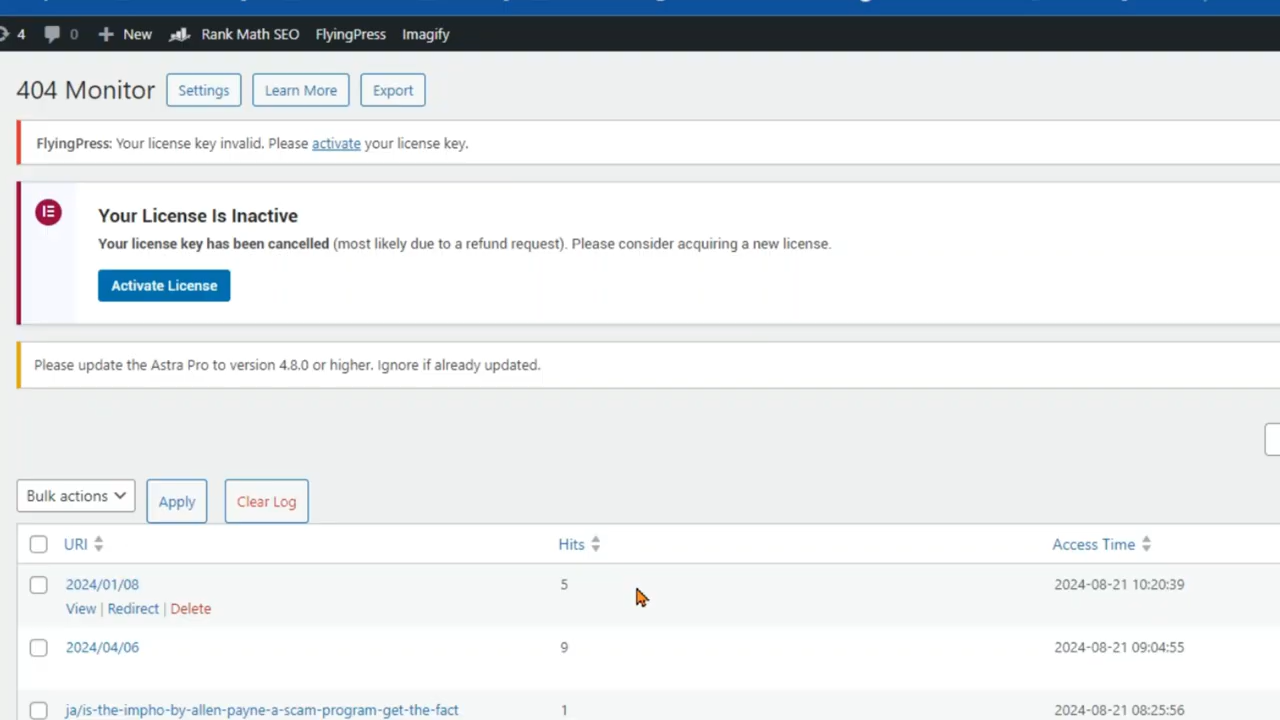 4 0 New Rank Math SEO FlyingPress Imagify
404 Monitor Settings Learn More Export
FlyingPress: Your license key invalid. Please activate your license key.
Your License Is Inactive
Your license key has been cancelled (most likely due to a refund request). Please consider acquiring a new license.
Activate License
Please update the Astra Pro to version 4.8.0 or higher. Ignore if already updated.
Bulk actions Apply Clear Log
URI Hits Access Time
2024/01/08 5 2024-08-21 10:20:39
View | Redirect | Delete
2024/04/06 9 2024-08-21 09:04:55
ja/is-the-impho-by-allen-payne-a-scam-program-get-the-fact 1 2024-08-21 08:25:56